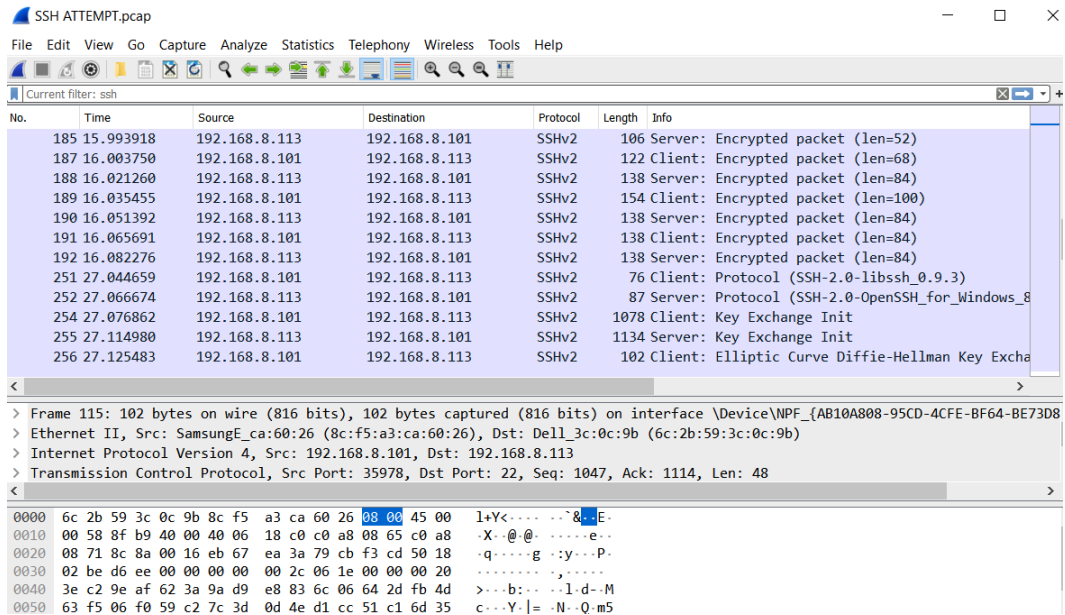 SSH ATTEMPT.pcap
File Edit View Go Capture Analyze Statistics Telephony Wireless Tools Help
Current filter: ssh
No. Time Source Destination Protocol Length Info
185 15.993918 192.168.8.113 192.168.8.101 SSHv2 106 Server: Encrypted packet (len=52)
187 16.003750 192.168.8.101 192.168.8.113 SSHv2 122 Client: Encrypted packet (len=68)
188 16.021260 192.168.8.113 192.168.8.101 SSHv2 138 Server: Encrypted packet (len=84)
189 16.035455 192.168.8.101 192.168.8.113 SSHv2 154 Client: Encrypted packet (len=100)
190 16.051392 192.168.8.113 192.168.8.101 SSHv2 138 Server: Encrypted packet (len=84)
191 16.065691 192.168.8.101 192.168.8.113 SSHv2 138 Client: Encrypted packet (len=84)
192 16.082276 192.168.8.113 192.168.8.101 SSHv2 138 Server: Encrypted packet (len=84)
251 27.044659 192.168.8.101 192.168.8.113 SSHv2 76 Client: Protocol (SSH-2.0-libssh_0.9.3)
252 27.066674 192.168.8.113 192.168.8.101 SSHv2 87 Server: Protocol (SSH-2.0-OpenSSH_for_Windows_8
254 27.076862 192.168.8.101 192.168.8.113 SSHv2 1078 Client: Key Exchange Init
255 27.114980 192.168.8.113 192.168.8.101 SSHv2 1134 Server: Key Exchange Init
256 27.125483 192.168.8.101 192.168.8.113 SSHv2 102 Client: Elliptic Curve Diffie-Hellman Key Excha
> Frame 115: 102 bytes on wire (816 bits), 102 bytes captured (816 bits) on interface \Device\NPF_{AB10A808-95CD-4CFE-BF64-BE73D8
> Ethernet II, Src: SamsungE_ca:60:26 (8c:f5:a3:ca:60:26), Dst: Dell_3c:0c:9b (6c:2b:59:3c:0c:9b)
> Internet Protocol Version 4, Src: 192.168.8.101, Dst: 192.168.8.113
> Transmission Control Protocol, Src Port: 35978, Dst Port: 22, Seq: 1047, Ack: 1114, Len: 48
0000 6c 2b 59 3c 0c 9b 8c f5 a3 ca 60 26 08 00 45 00 l+Y<···· ··`&··E·
0010 00 58 8f b9 40 00 40 06 18 c0 c0 a8 08 65 c0 a8 ·X··@·@· ·····e··
0020 08 71 8c 8a 00 16 eb 67 ea 3a 79 cb f3 cd 50 18 ·q·····g ·:y···P·
0030 02 be d6 ee 00 00 00 00 00 2c 06 1e 00 00 00 20 ········ ·,·····
0040 3e c2 9e af 62 3a 9a d9 e8 83 6c 06 64 2d fb 4d >···b:·· ··l·d-·M
0050 63 f5 06 f0 59 c2 7c 3d 0d 4e d1 cc 51 c1 6d 35 c···Y·|= ·N··Q·m5